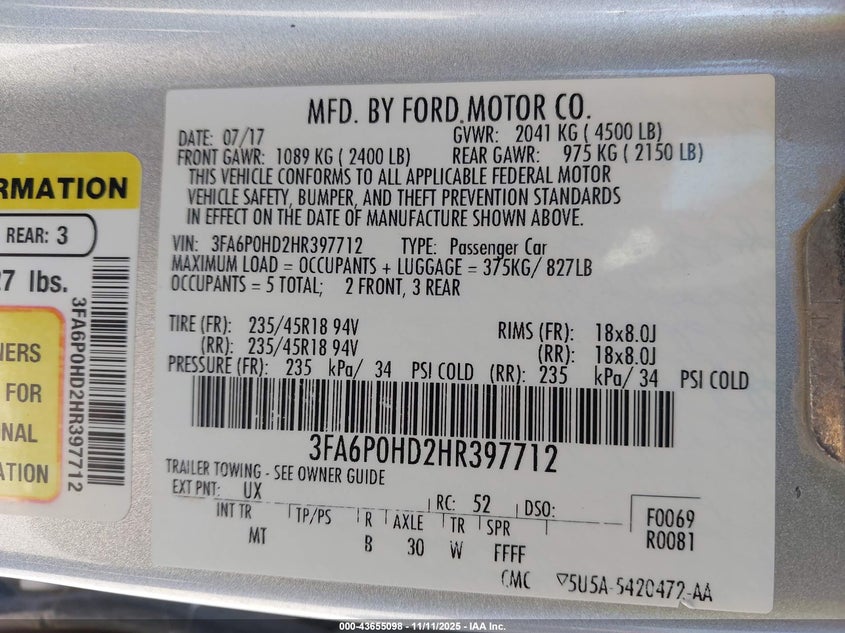 MFD. BY FORD MOTOR CO.
DATE: 07/17 GVWR: 2041 KG ( 4500 LB)
FRONT GAWR: 1089 KG ( 2400 LB) REAR GAWR: 975 KG ( 2150 LB)
THIS VEHICLE CONFORMS TO ALL APPLICABLE FEDERAL MOTOR
VEHICLE SAFETY, BUMPER, AND THEFT PREVENTION STANDARDS
IN EFFECT ON THE DATE OF MANUFACTURE SHOWN ABOVE.
VIN: 3FA6P0HD2HR397712 TYPE: Passenger Car
MAXIMUM LOAD = OCCUPANTS + LUGGAGE = 375KG/ 827LB
OCCUPANTS = 5 TOTAL; 2 FRONT, 3 REAR
TIRE (FR): 235/45R18 94V RIMS (FR): 18x8.0J
(RR): 235/45R18 94V (RR): 18x8.0J
PRESSURE (FR): 235 kPa/ 34 PSI COLD (RR): 235 kPa/ 34 PSI COLD
3FA6P0HD2HR397712
TRAILER TOWING - SEE OWNER GUIDE
EXT PNT: UX RC: 52 DSO:
INT TR TP/PS R AXLE TR SPR
MT B 30 W FFFF
F0069
R0081
CMC ▽5U5A-5420472-AA
RMATION
REAR: 3
27 lbs.
3FA6P0HD2HR397712
NERS
FOR
ONAL
ATION
000-43655098 - 11/11/2025 - IAA Inc.